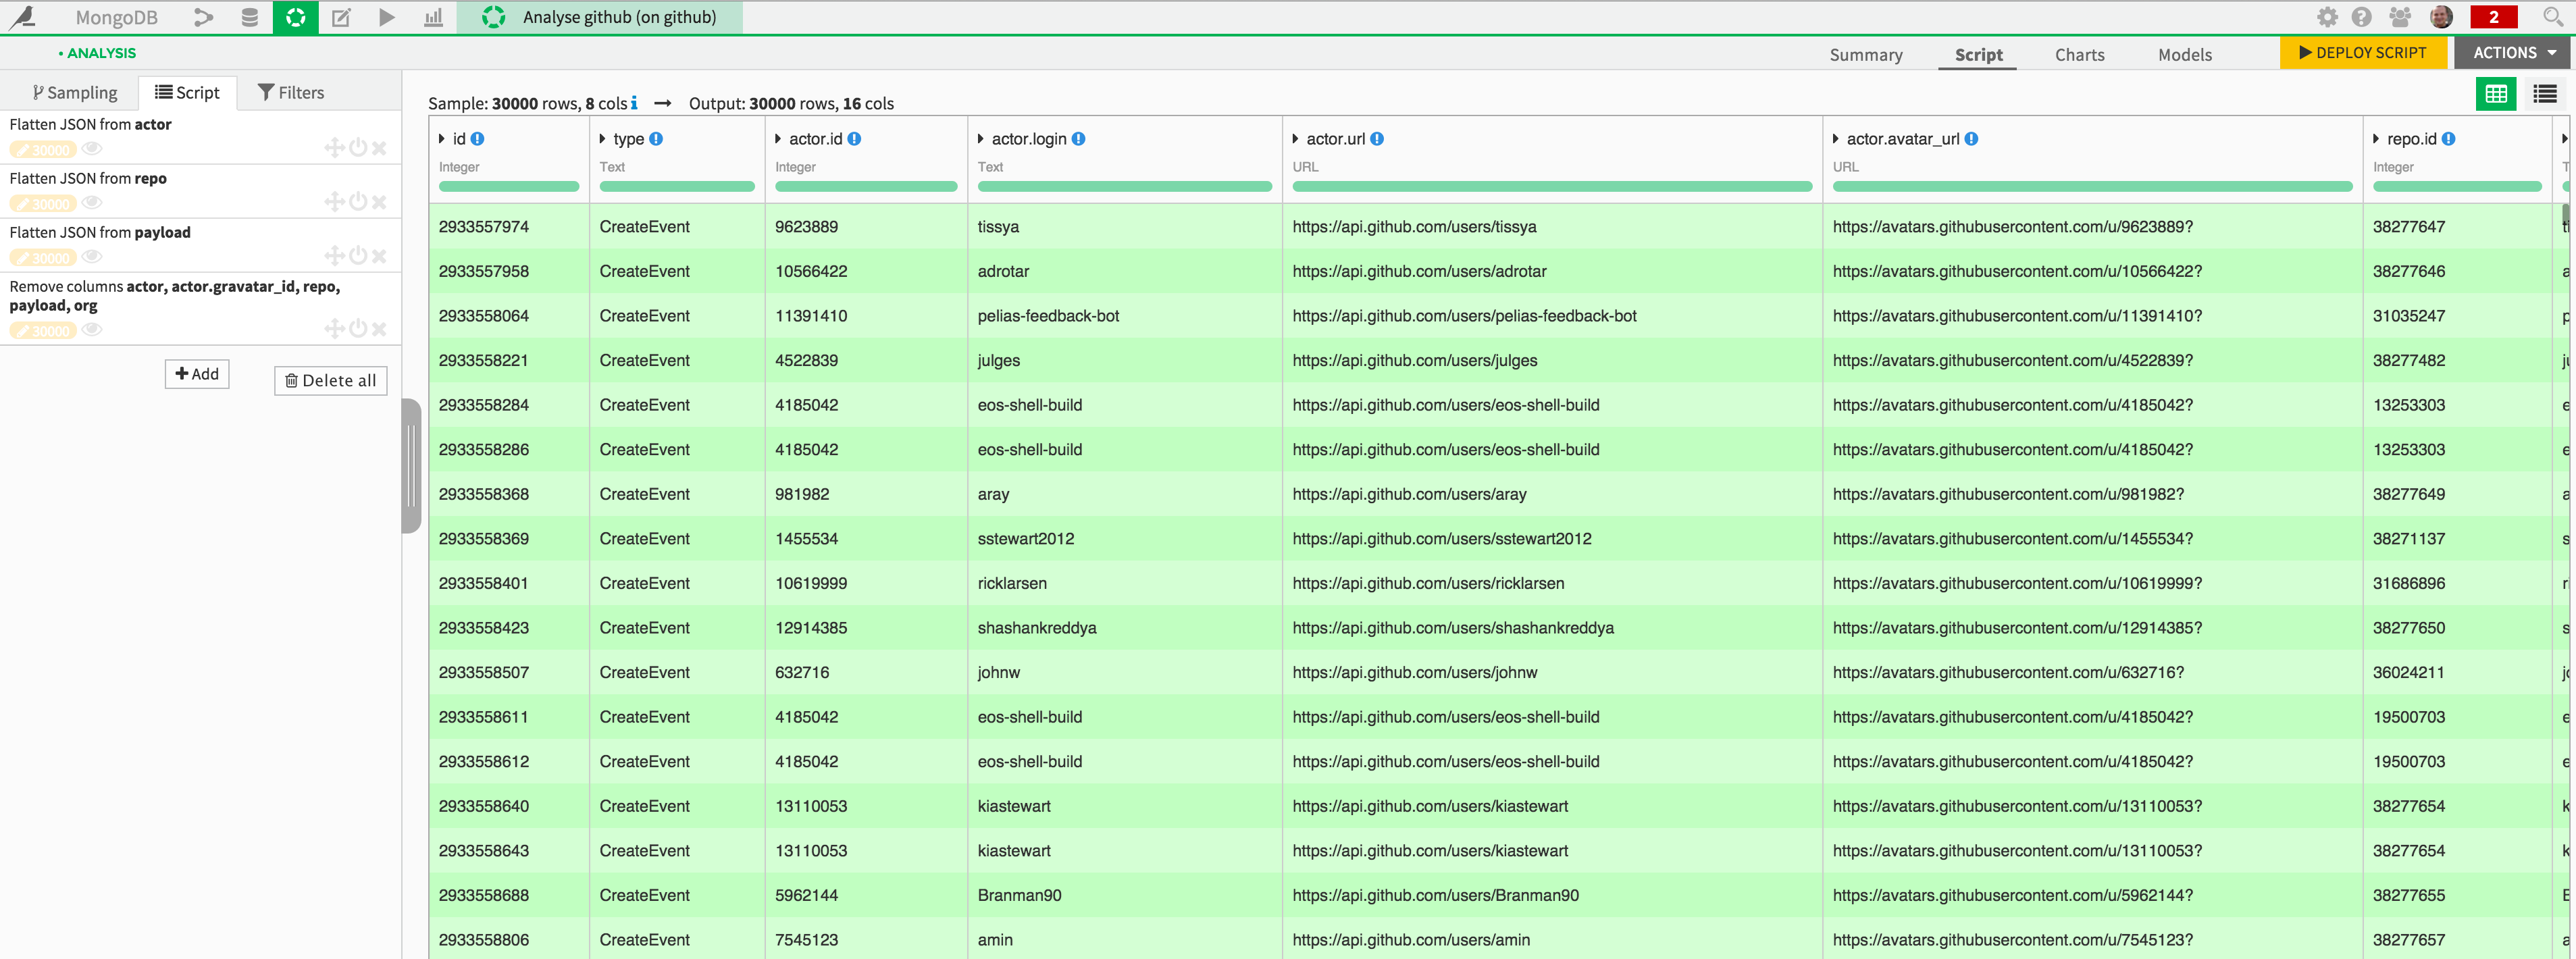 MongoDB
Analyse github (on github)
2
• ANALYSIS
Summary
Script
Charts
Models
DEPLOY SCRIPT
ACTIONS
Sampling
Script
Filters
Flatten JSON from actor
30000
Flatten JSON from repo
30000
Flatten JSON from payload
30000
Remove columns actor, actor.gravatar_id, repo,
payload, org
30000
Add
Delete all
Sample: 30000 rows, 8 cols → Output: 30000 rows, 16 cols
id type actor.id actor.login actor.url actor.avatar_url repo.id
Integer Text Integer Text URL URL Integer
2933557974 CreateEvent 9623889 tissya https://api.github.com/users/tissya https://avatars.githubusercontent.com/u/9623889? 38277647
2933557958 CreateEvent 10566422 adrotar https://api.github.com/users/adrotar https://avatars.githubusercontent.com/u/10566422? 38277646
2933558064 CreateEvent 11391410 pelias-feedback-bot https://api.github.com/users/pelias-feedback-bot https://avatars.githubusercontent.com/u/11391410? 31035247
2933558221 CreateEvent 4522839 julges https://api.github.com/users/julges https://avatars.githubusercontent.com/u/4522839? 38277482
2933558284 CreateEvent 4185042 eos-shell-build https://api.github.com/users/eos-shell-build https://avatars.githubusercontent.com/u/4185042? 13253303
2933558286 CreateEvent 4185042 eos-shell-build https://api.github.com/users/eos-shell-build https://avatars.githubusercontent.com/u/4185042? 13253303
2933558368 CreateEvent 981982 aray https://api.github.com/users/aray https://avatars.githubusercontent.com/u/981982? 38277649
2933558369 CreateEvent 1455534 sstewart2012 https://api.github.com/users/sstewart2012 https://avatars.githubusercontent.com/u/1455534? 38271137
2933558401 CreateEvent 10619999 ricklarsen https://api.github.com/users/ricklarsen https://avatars.githubusercontent.com/u/10619999? 31686896
2933558423 CreateEvent 12914385 shashankreddya https://api.github.com/users/shashankreddya https://avatars.githubusercontent.com/u/12914385? 38277650
2933558507 CreateEvent 632716 johnw https://api.github.com/users/johnw https://avatars.githubusercontent.com/u/632716? 36024211
2933558611 CreateEvent 4185042 eos-shell-build https://api.github.com/users/eos-shell-build https://avatars.githubusercontent.com/u/4185042? 19500703
2933558612 CreateEvent 4185042 eos-shell-build https://api.github.com/users/eos-shell-build https://avatars.githubusercontent.com/u/4185042? 19500703
2933558640 CreateEvent 13110053 kiastewart https://api.github.com/users/kiastewart https://avatars.githubusercontent.com/u/13110053? 38277654
2933558643 CreateEvent 13110053 kiastewart https://api.github.com/users/kiastewart https://avatars.githubusercontent.com/u/13110053? 38277654
2933558688 CreateEvent 5962144 Branman90 https://api.github.com/users/Branman90 https://avatars.githubusercontent.com/u/5962144? 38277655
2933558806 CreateEvent 7545123 amin https://api.github.com/users/amin https://avatars.githubusercontent.com/u/7545123? 38277657